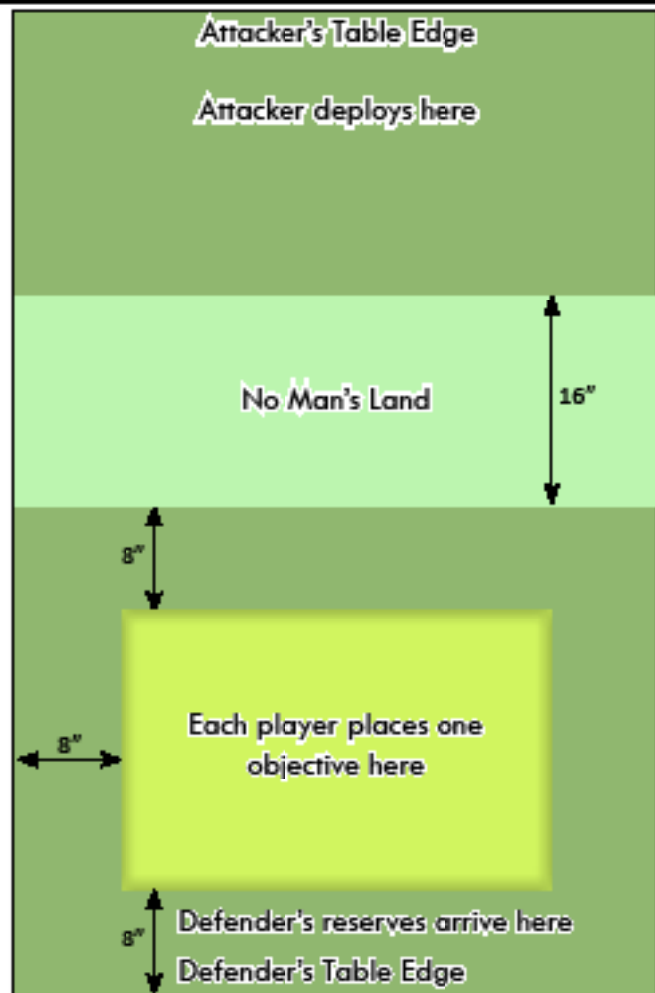 Attacker's Table Edge
Attacker deploys here
No Man's Land
16”
8”
Each player places one
objective here
8”
8”
Defender's reserves arrive here
Defender's Table Edge